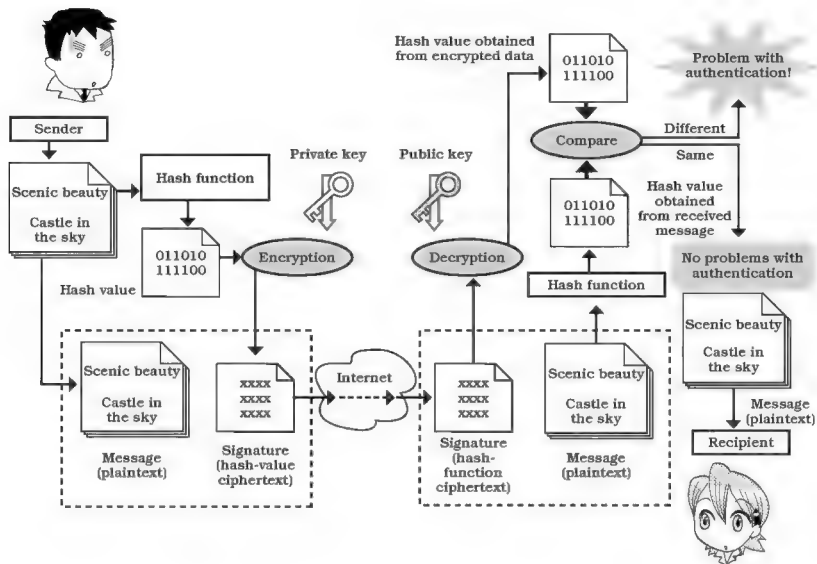 Sender
Scenic beauty
Castle in
the sky
Hash function
011010
111100
Hash value
Private key
Encryption
Scenic beauty
Castle in
the sky
Message
(plaintext)
xxxx
xxxx
xxxx
Signature
(hash-value
ciphertext)
Internet
xxxx
xxxx
xxxx
Signature
(hash-
function
ciphertext)
Scenic beauty
Castle in
the sky
Message
(plaintext)
Public key
Decryption
Hash value obtained
from encrypted data
011010
111100
Compare
Different
Same
Problem with
authentication!
011010
111100
Hash value
obtained
from received
message
Hash function
No problems with
authentication
Scenic beauty
Castle in
the sky
Message
(plaintext)
Recipient